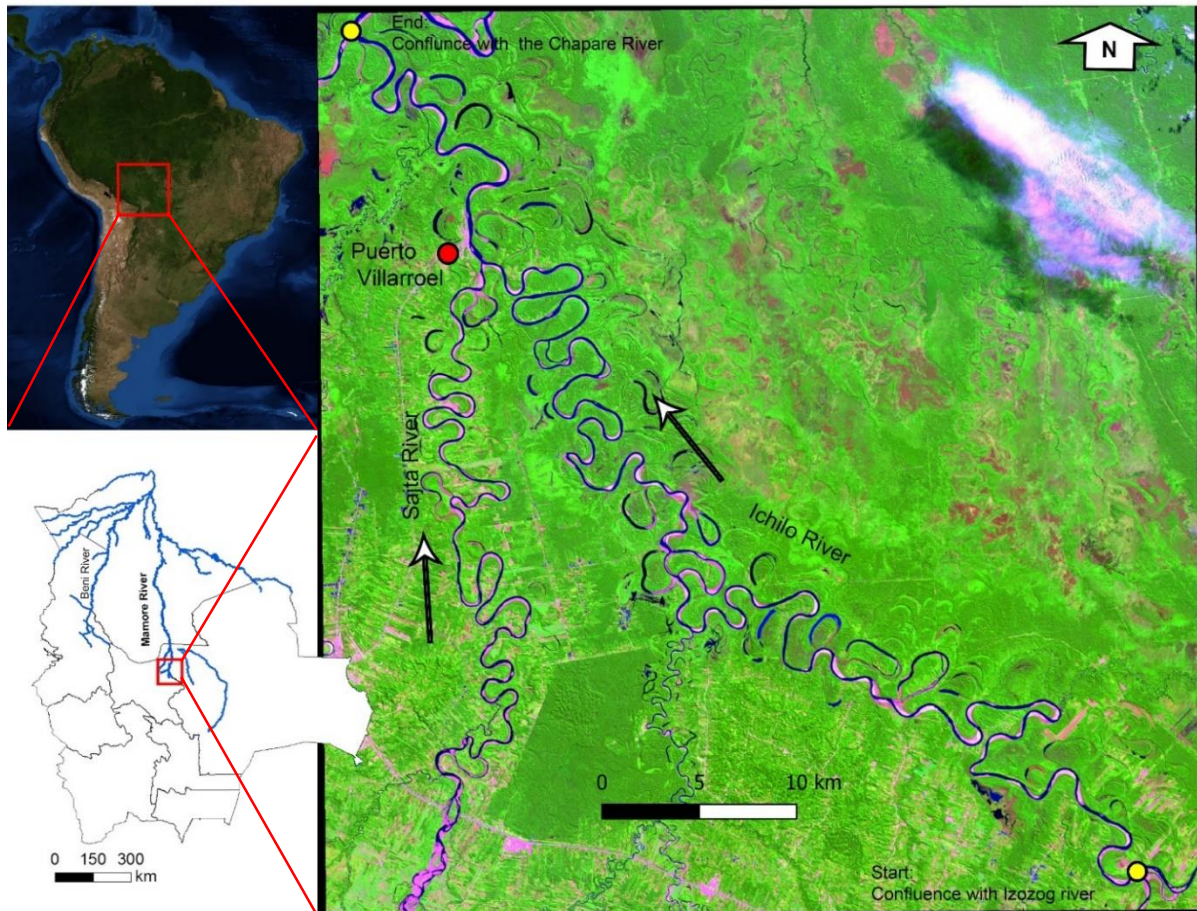 End:
Conflunce with the Chapare River
N
Puerto
Villarroel
Sajta River
Ichilo River
0 5 10 km
Start:
Confluence with Izozog river
Beni River
Mamore River
0 150 300
km